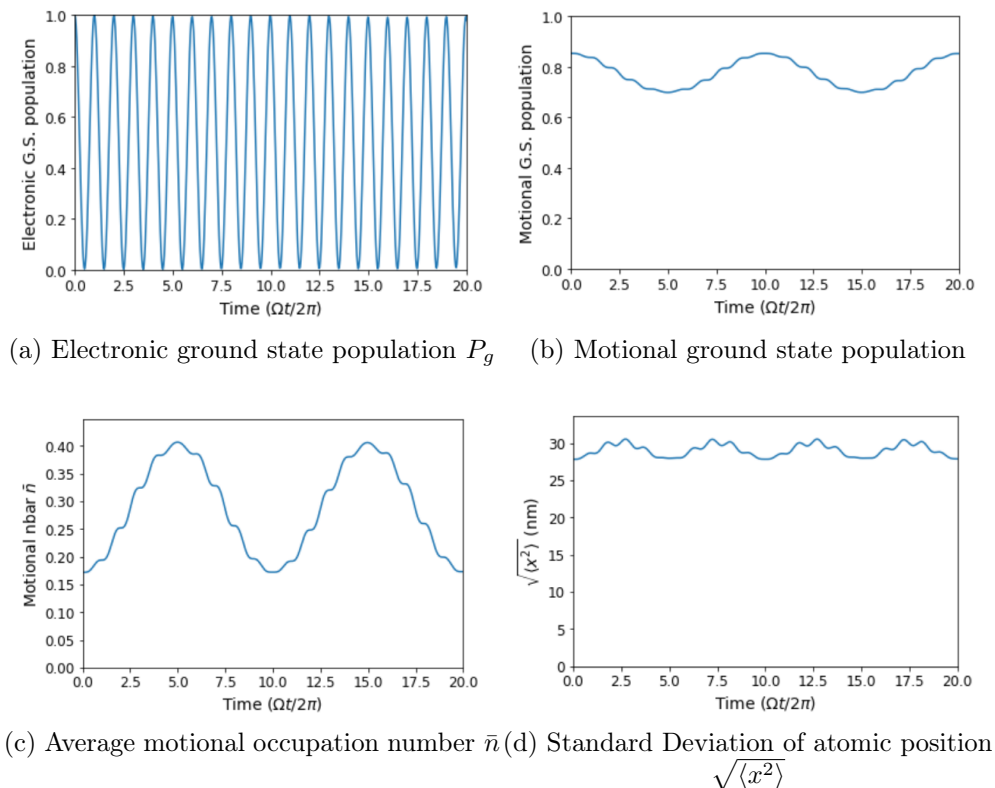 1.0
0.8
0.6
0.4
0.2
0.0
Electronic G.S. population
0.0 2.5 5.0 7.5 10.0 12.5 15.0 17.5 20.0
Time (Ωt/2π)
(a) Electronic ground state population P_g
1.0
0.8
0.6
0.4
0.2
0.0
Motional G.S. population
0.0 2.5 5.0 7.5 10.0 12.5 15.0 17.5 20.0
Time (Ωt/2π)
(b) Motional ground state population
0.40
0.35
0.30
0.25
0.20
0.15
0.10
0.05
0.00
Motional nbar n̄
0.0 2.5 5.0 7.5 10.0 12.5 15.0 17.5 20.0
Time (Ωt/2π)
(c) Average motional occupation number n̄
30
25
20
15
10
5
0
√⟨x²⟩ (nm)
0.0 2.5 5.0 7.5 10.0 12.5 15.0 17.5 20.0
Time (Ωt/2π)
(d) Standard Deviation of atomic position
√⟨x²⟩